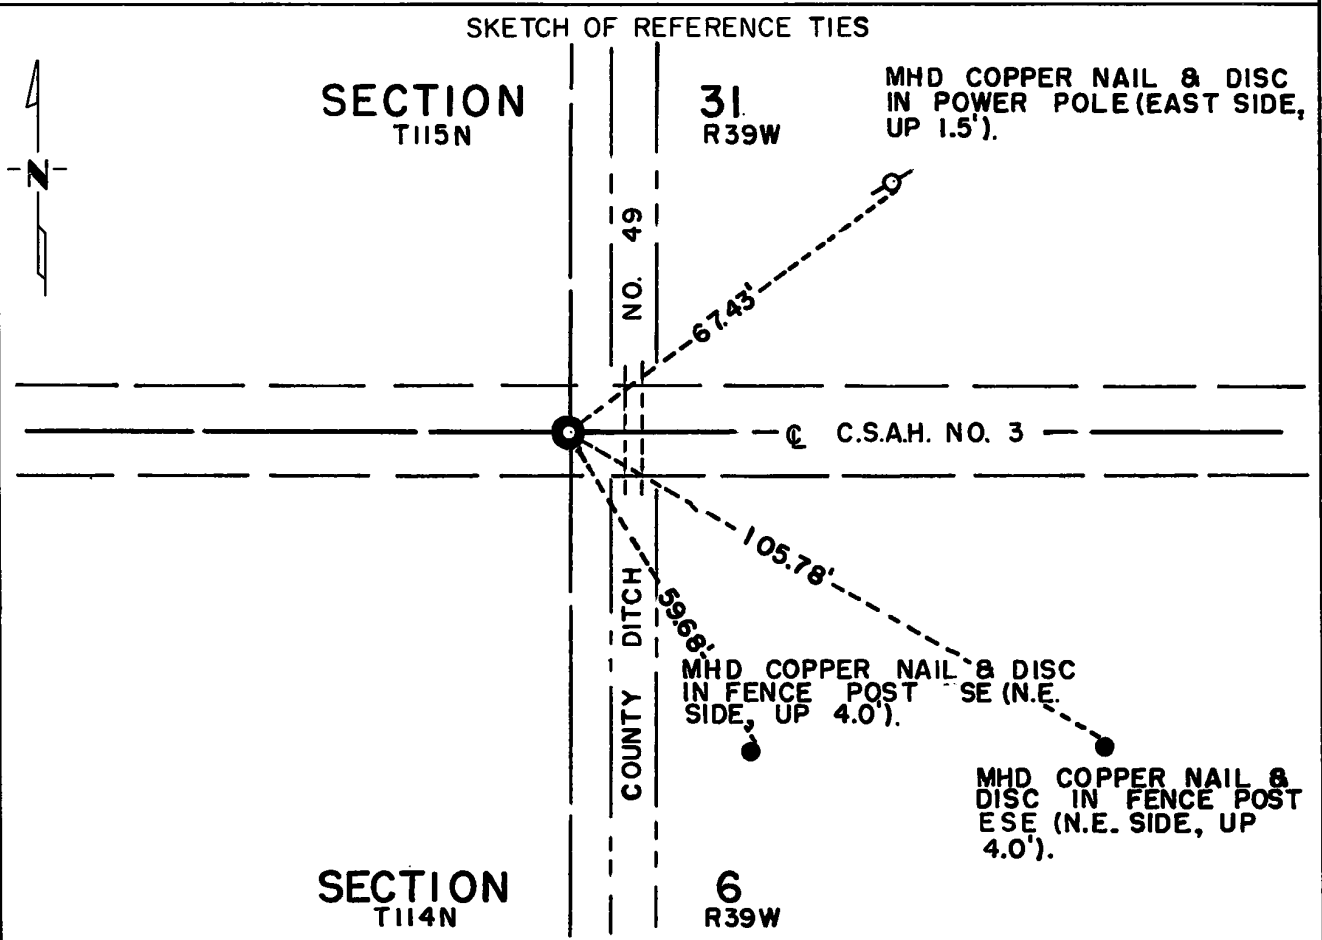 SKETCH OF REFERENCE TIES
SECTION 31
T115N R39W
MHD COPPER NAIL & DISC
IN POWER POLE (EAST SIDE,
UP 1.5').
N
COUNTY DITCH NO. 49
67.43'
℄ C.S.A.H. NO. 3
105.78'
59.68'
MHD COPPER NAIL & DISC
IN FENCE POST SE (N.E.
SIDE, UP 4.0').
MHD COPPER NAIL &
DISC IN FENCE POST
ESE (N.E. SIDE, UP
4.0').
SECTION 6
T114N R39W